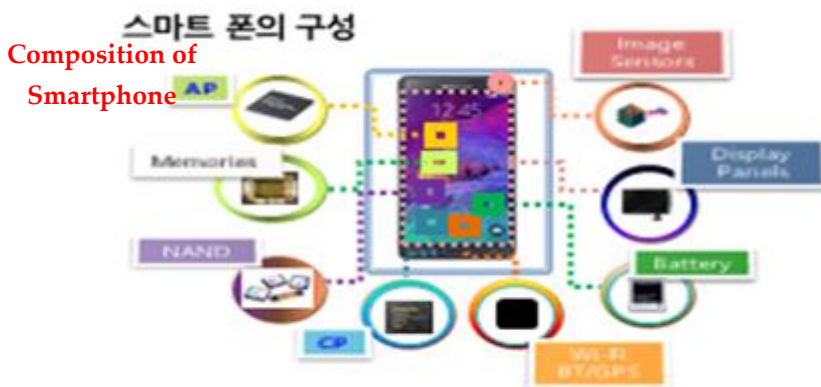 스마트 폰의 구성
Composition of
Smartphone
AP
Image
Sensors
12:45
Memories
Display
Panels
NAND
Battery
CP
Wi-Fi
BT/GPS